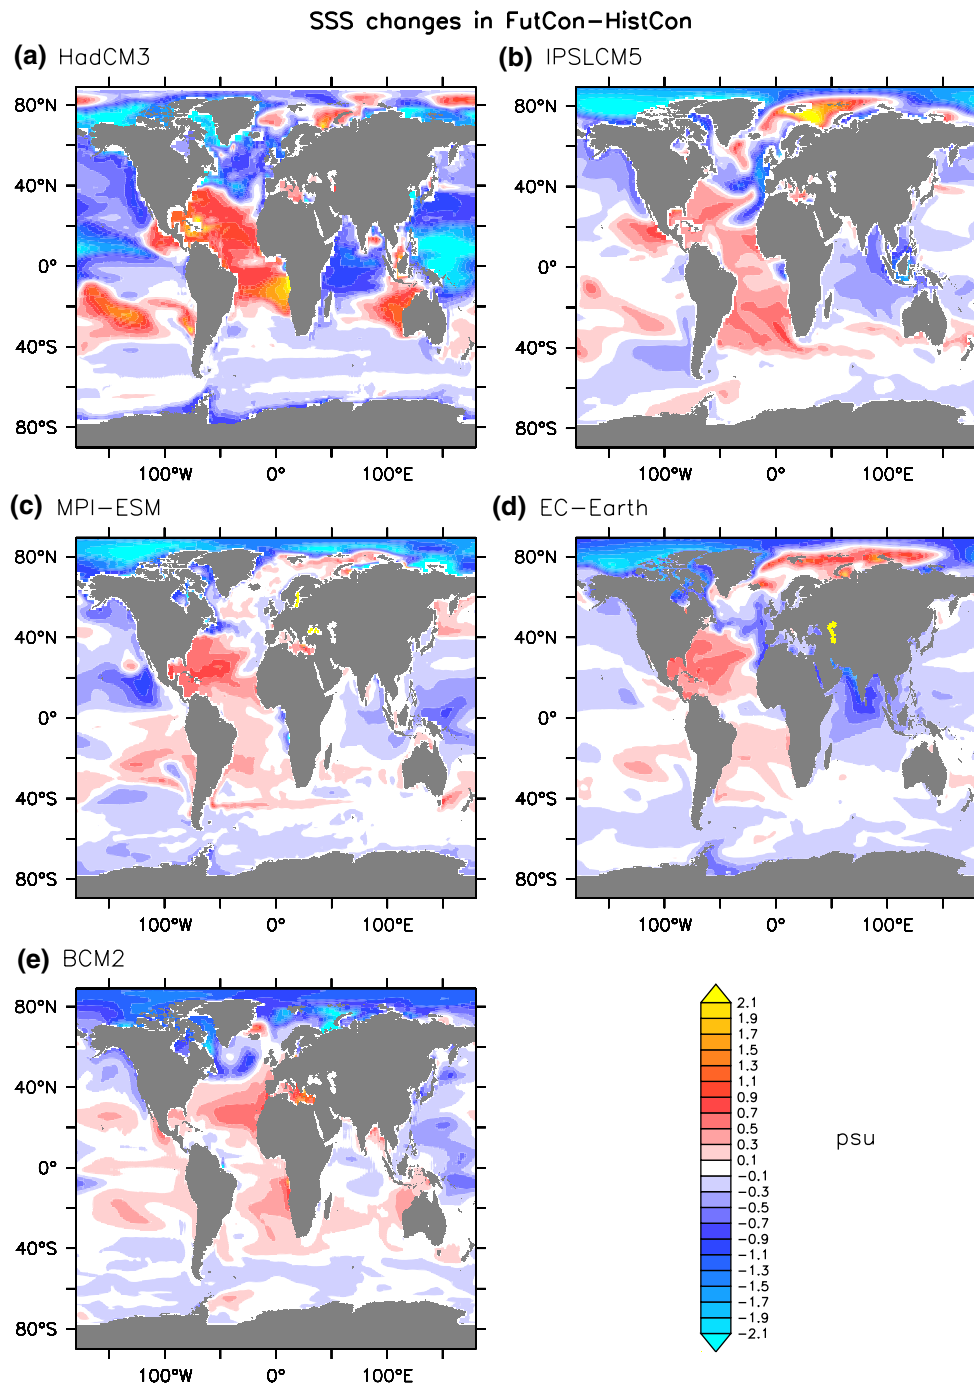 SSS changes in FutCon-HistCon
(a) HadCM3
(b) IPSLCM5
80°N
40°N
0°
40°S
80°S
100°W 0° 100°E
80°N
40°N
0°
40°S
80°S
100°W 0° 100°E
(c) MPI-ESM
(d) EC-Earth
80°N
40°N
0°
40°S
80°S
100°W 0° 100°E
80°N
40°N
0°
40°S
80°S
100°W 0° 100°E
(e) BCM2
80°N
40°N
0°
40°S
80°S
100°W 0° 100°E
2.1
1.9
1.7
1.5
1.3
1.1
0.9
0.7
0.5
0.3
0.1
-0.1
-0.3
-0.5
-0.7
-0.9
-1.1
-1.3
-1.5
-1.7
-1.9
-2.1
psu